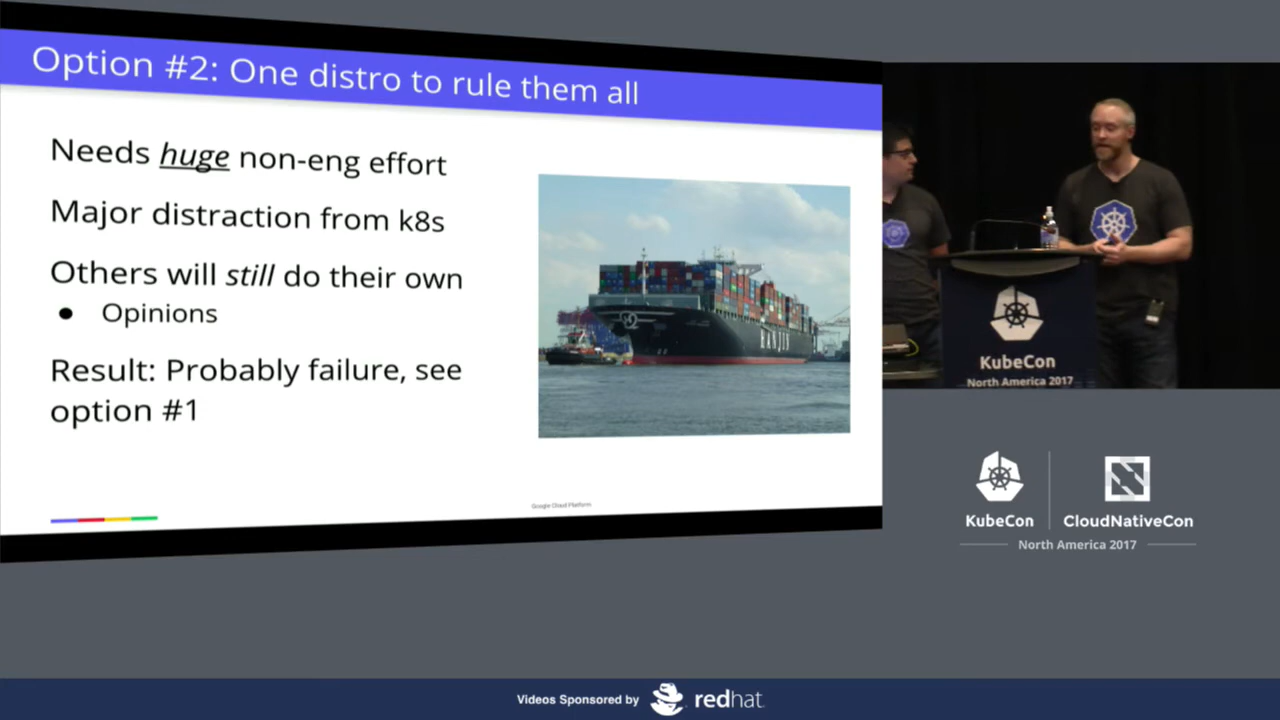 Option #2: One distro to rule them all
Needs huge non-eng effort
Major distraction from k8s
Others will still do their own
● Opinions
Result: Probably failure, see
option #1
HANJIN
Google Cloud Platform
KubeCon
North America 2017
KubeCon
CloudNativeCon
North America 2017
Videos Sponsored by
redhat